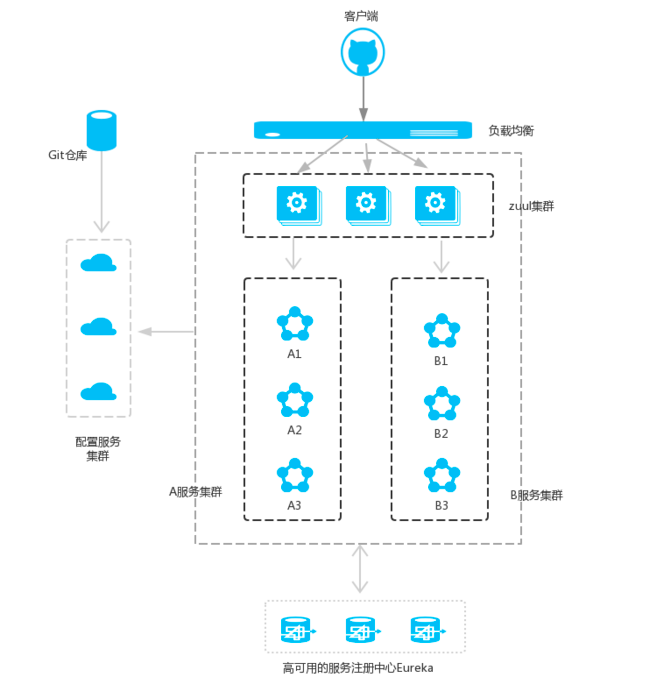 客户端
负载均衡
Git仓库
zuul集群
A1
B1
A2
B2
配置服务
集群
A服务集群
B服务集群
A3
B3
高可用的服务注册中心Eureka